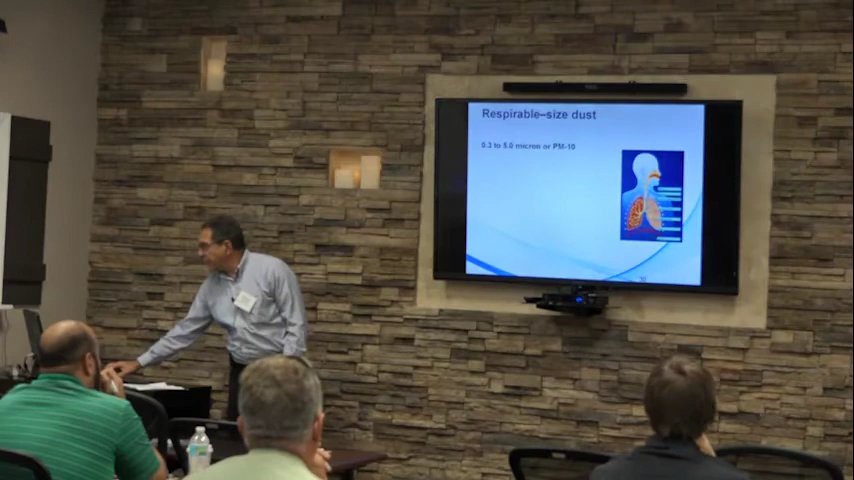 Respirable–size dust
0.3 to 5.0 micron or PM-10